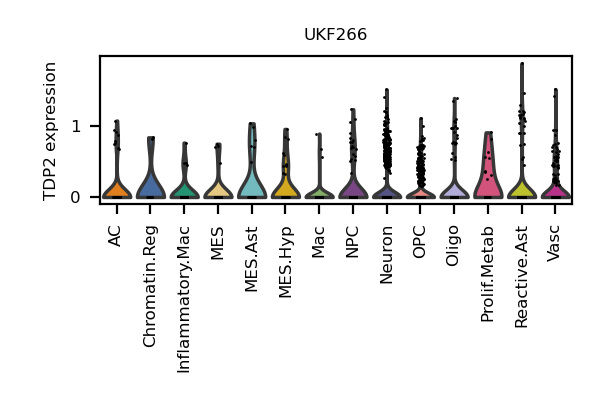 UKF266
TDP2 expression
1
0
AC
Chromatin.Reg
Inflammatory.Mac
MES
MES.Ast
MES.Hyp
Mac
NPC
Neuron
OPC
Oligo
Prolif.Metab
Reactive.Ast
Vasc